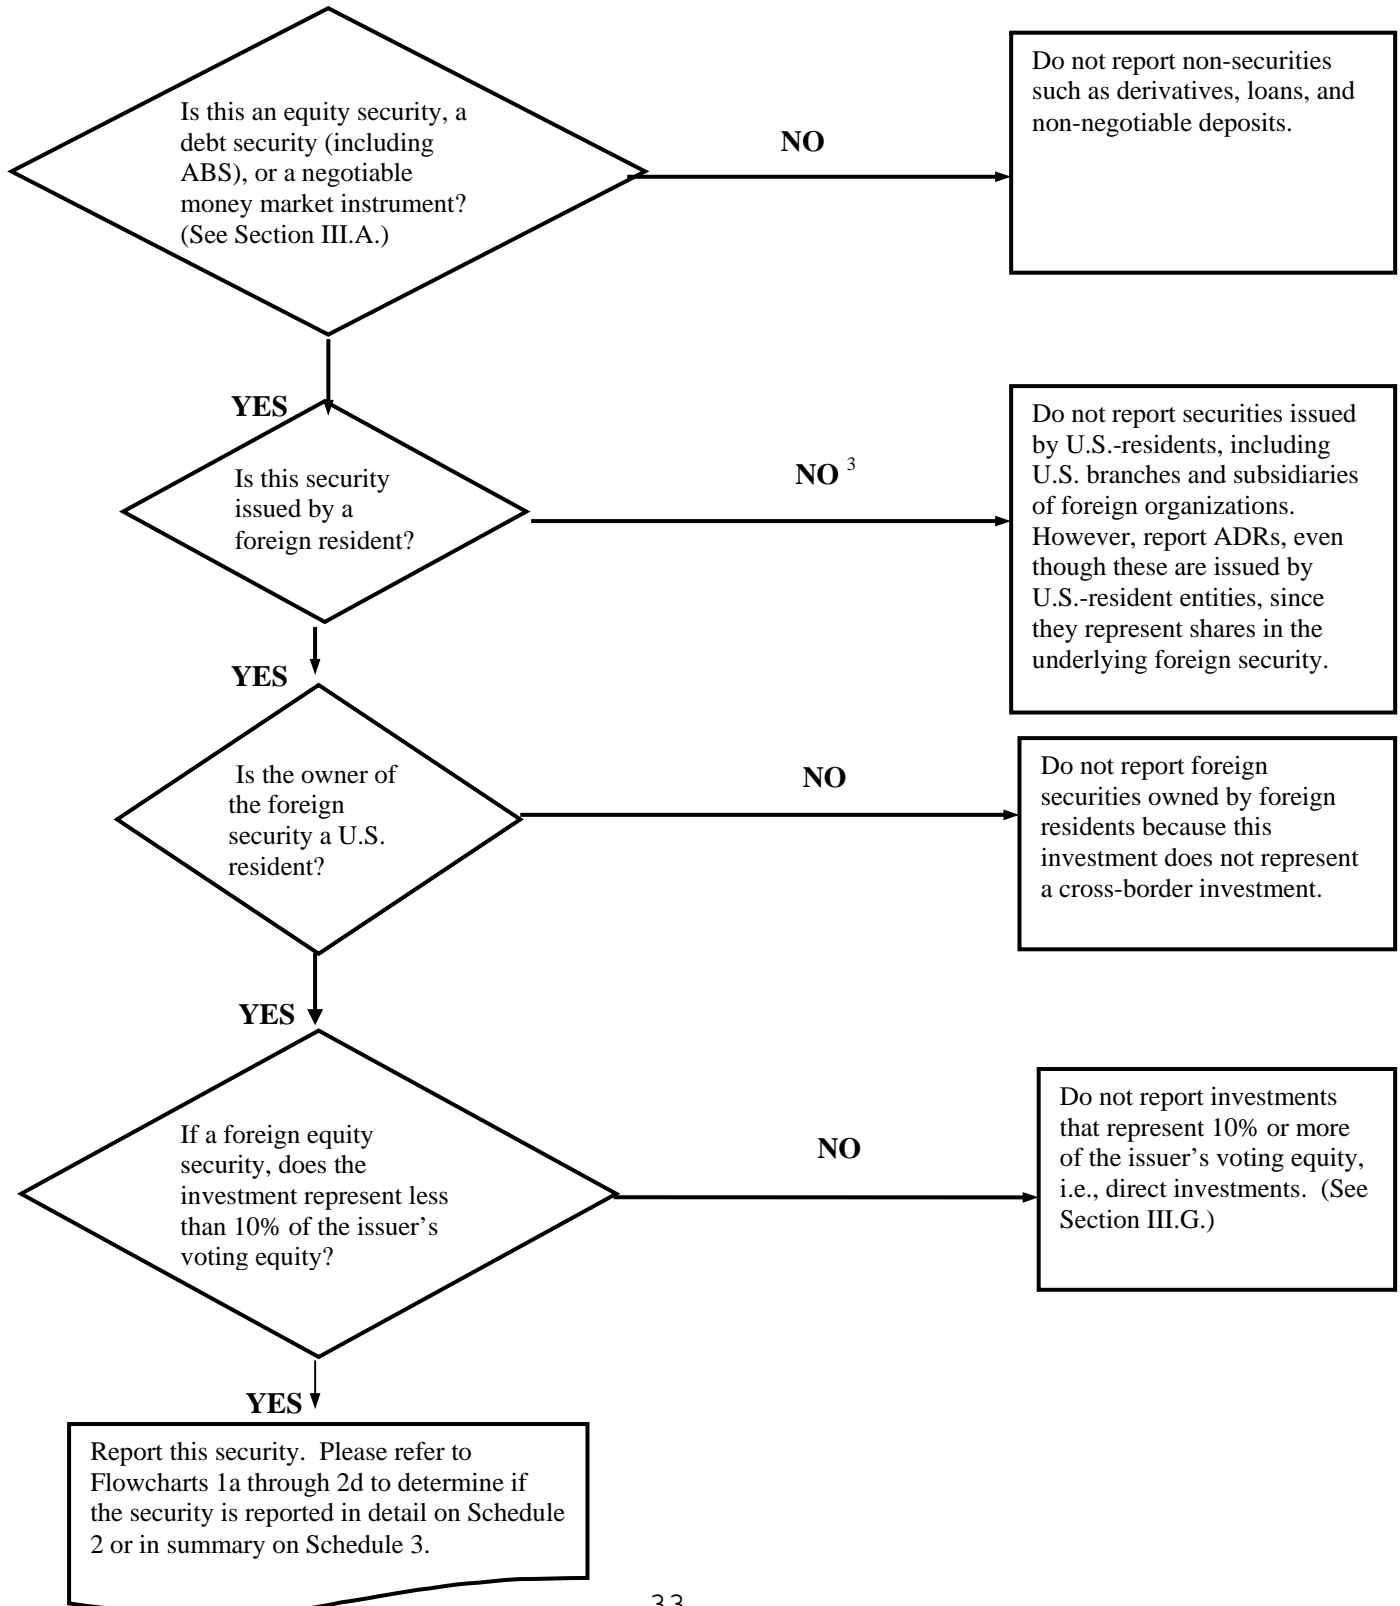 Is this an equity security, a
debt security (including
ABS), or a negotiable
money market instrument?
(See Section III.A.)
NO
Do not report non-securities
such as derivatives, loans, and
non-negotiable deposits.
YES
Is this security
issued by a
foreign resident?
NO 3
Do not report securities issued
by U.S.-residents, including
U.S. branches and subsidiaries
of foreign organizations.
However, report ADRs, even
though these are issued by
U.S.-resident entities, since
they represent shares in the
underlying foreign security.
YES
Is the owner of
the foreign
security a U.S.
resident?
NO
Do not report foreign
securities owned by foreign
residents because this
investment does not represent
a cross-border investment.
YES
If a foreign equity
security, does the
investment represent less
than 10% of the issuer's
voting equity?
NO
Do not report investments
that represent 10% or more
of the issuer's voting equity,
i.e., direct investments.  (See
Section III.G.)
YES
Report this security.  Please refer to
Flowcharts 1a through 2d to determine if
the security is reported in detail on Schedule
2 or in summary on Schedule 3.
33